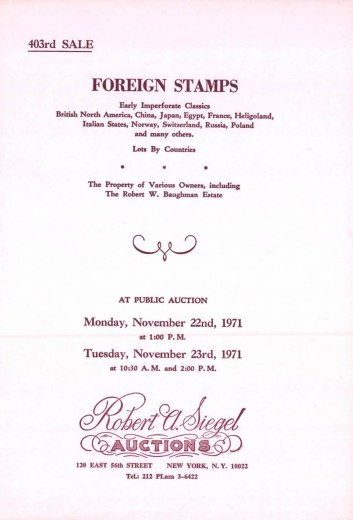 403rd SALE
FOREIGN STAMPS
Early Imperforate Classics
British North America, China, Japan, Egypt, France, Heligoland,
Italian States, Norway, Switzerland, Russia, Poland
and many others.
Lots By Countries
* * *
The Property of Various Owners, including
The Robert W. Baughman Estate
AT PUBLIC AUCTION
Monday, November 22nd, 1971
at 1:00 P.M.
Tuesday, November 23rd, 1971
at 10:30 A.M. and 2:00 P.M.
Robert A. Siegel
AUCTIONS
120 EAST 56th STREET NEW YORK, N. Y. 10022
Tel.: 212 PLaza 3-6422